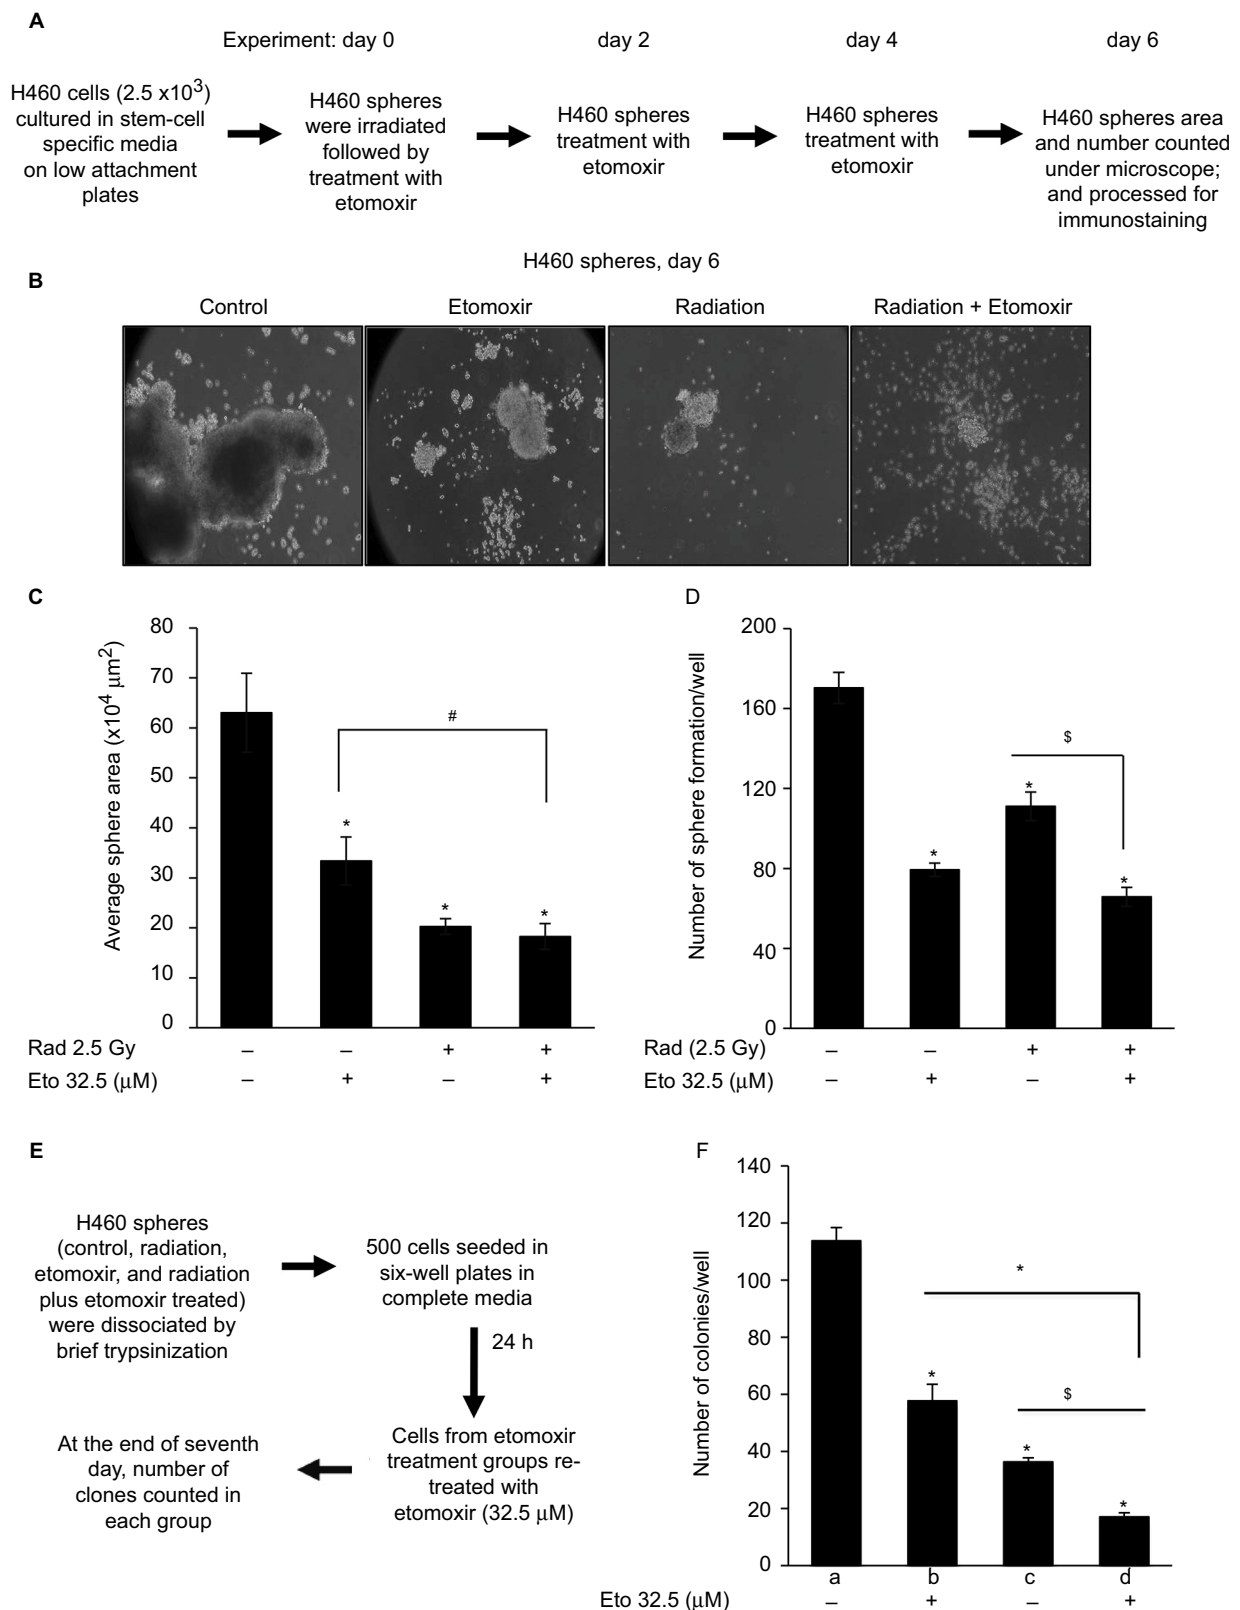 A
Experiment: day 0
day 2
day 4
day 6
H460 cells (2.5 x10³)
cultured in stem-cell
specific media
on low attachment
plates
H460 spheres
were irradiated
followed by
treatment with
etomoxir
H460 spheres
treatment with
etomoxir
H460 spheres
treatment with
etomoxir
H460 spheres area
and number counted
under microscope;
and processed for
immunostaining
H460 spheres, day 6
B
Control
Etomoxir
Radiation
Radiation + Etomoxir
C
Average sphere area (x10⁴ μm²)
80
70
60
50
40
30
20
10
0
#
*
*
*
Rad 2.5 Gy – – + +
Eto 32.5 (μM) – + – +
D
Number of sphere formation/well
200
160
120
80
40
0
$
*
*
*
Rad (2.5 Gy) – – + +
Eto 32.5 (μM) – + – +
E
H460 spheres
(control, radiation,
etomoxir, and radiation
plus etomoxir treated)
were dissociated by
brief trypsinization
500 cells seeded in
six-well plates in
complete media
24 h
Cells from etomoxir
treatment groups re-
treated with
etomoxir (32.5 μM)
At the end of seventh
day, number of
clones counted in
each group
F
Number of colonies/well
140
120
100
80
60
40
20
0
*
$
*
*
*
a b c d
Eto 32.5 (μM) – + – +